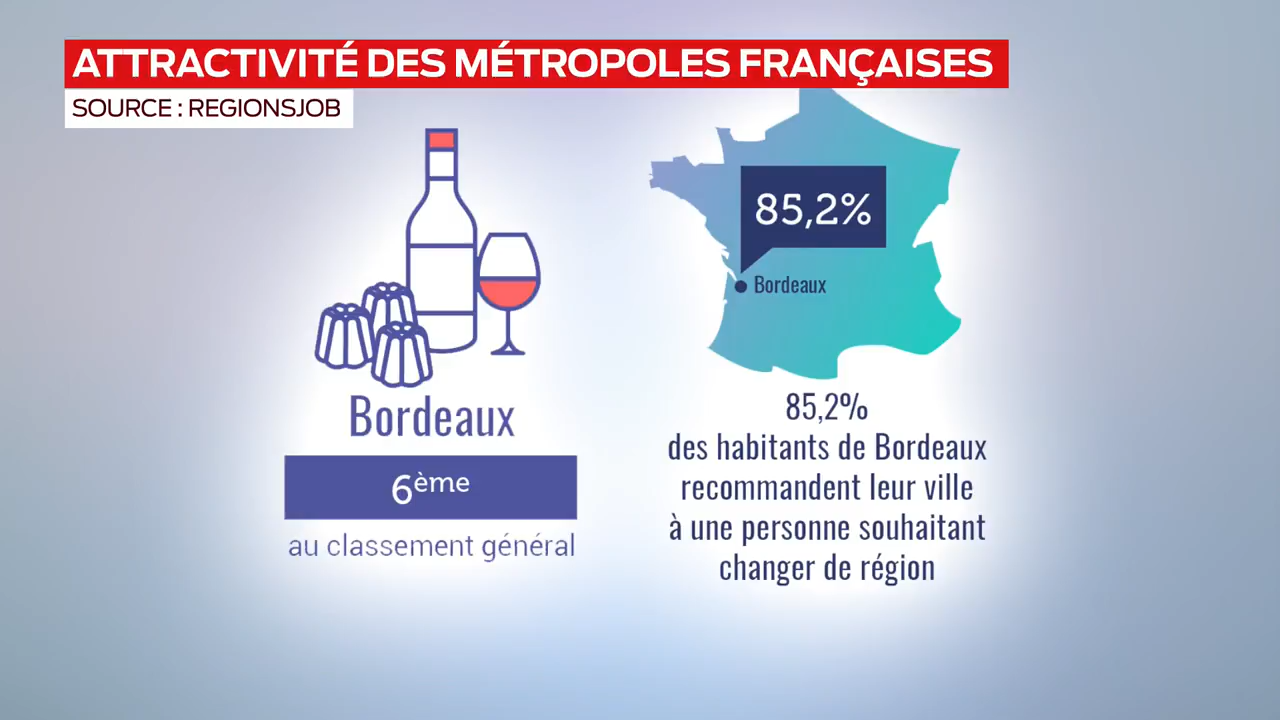 ATTRACTIVITÉ DES MÉTROPOLES FRANÇAISES
SOURCE : REGIONSJOB
85,2%
Bordeaux
Bordeaux
6ème
au classement général
85,2%
des habitants de Bordeaux
recommandent leur ville
à une personne souhaitant
changer de région